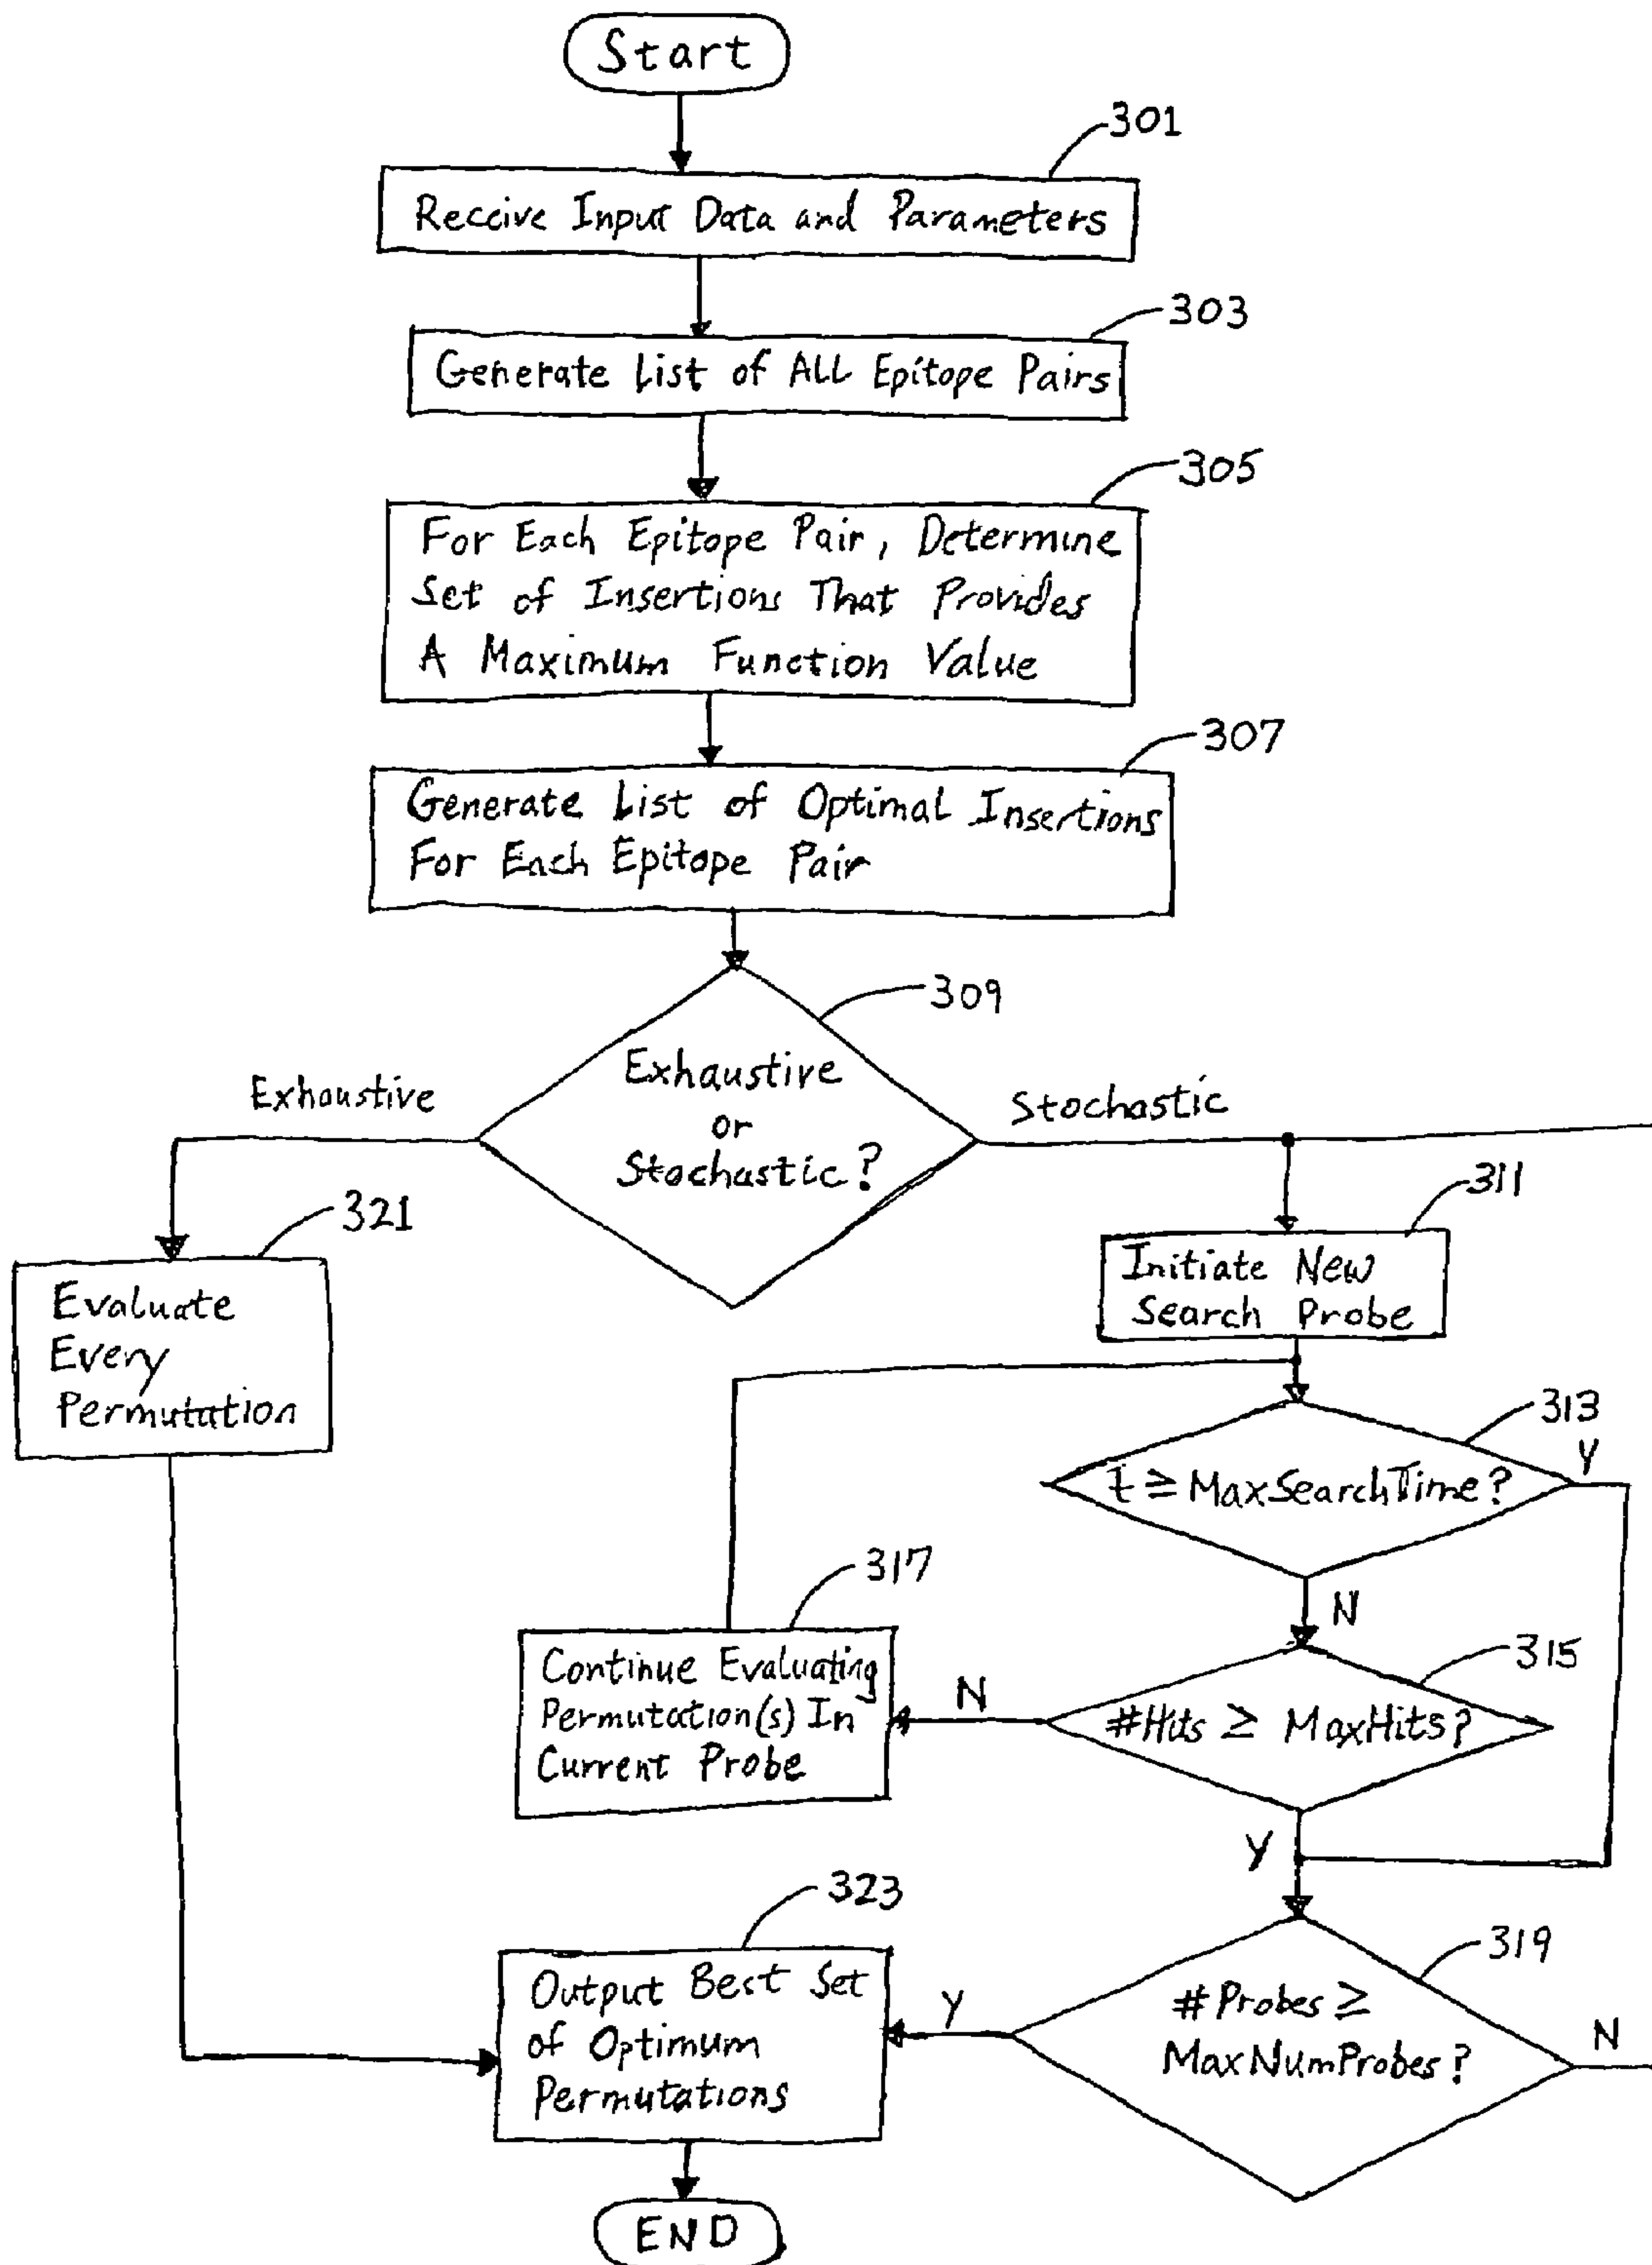 Start
301
Receive Input Data and Parameters
303
Generate List of ALL Epitope Pairs
305
For Each Epitope Pair, Determine
Set of Insertions That Provides
A Maximum Function Value
307
Generate List of Optimal Insertions
For Each Epitope Pair
309
Exhaustive
or
Stochastic?
Exhaustive
Stochastic
321
Evaluate
Every
Permutation
311
Initiate New
Search Probe
313
t ≧ MaxSearchTime?
Y
N
315
#Hits ≥ MaxHits?
N
317
Continue Evaluating
Permutation(s) In
Current Probe
Y
319
#Probes ≥
MaxNumProbes?
N
Y
323
Output Best Set
of Optimum
Permutations
END